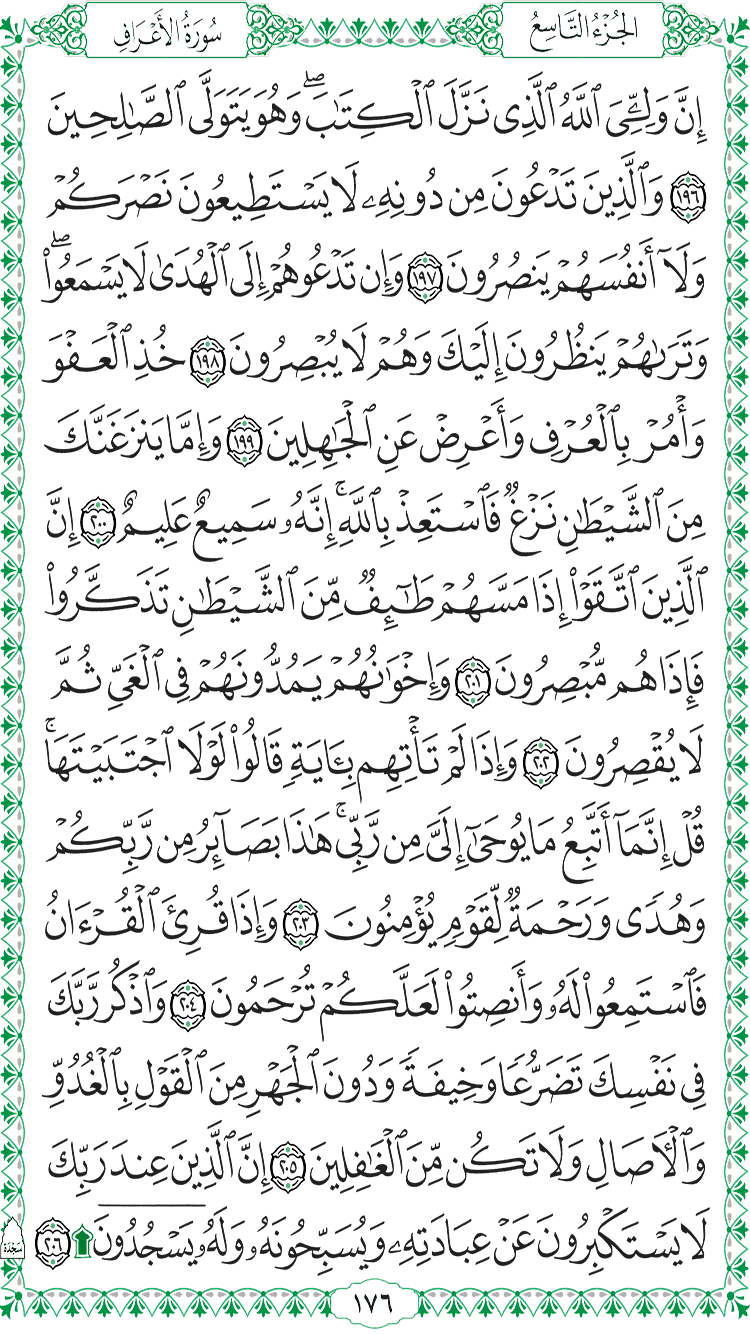 الجُزْءُ التَّاسِعُ
سُورَةُ الأَعْرَافِ
إِنَّ وَلِـِّۧيَ ٱللَّهُ ٱلَّذِي نَزَّلَ ٱلْكِتَٰبَۖ وَهُوَ يَتَوَلَّى ٱلصَّٰلِحِينَ
١٩٦ وَٱلَّذِينَ تَدْعُونَ مِن دُونِهِۦ لَا يَسْتَطِيعُونَ نَصْرَكُمْ
وَلَآ أَنفُسَهُمْ يَنصُرُونَ ١٩٧ وَإِن تَدْعُوهُمْ إِلَى ٱلْهُدَىٰ لَا يَسْمَعُوا۟ۖ
وَتَرَىٰهُمْ يَنظُرُونَ إِلَيْكَ وَهُمْ لَا يُبْصِرُونَ ١٩٨ خُذِ ٱلْعَفْوَ
وَأْمُرْ بِٱلْعُرْفِ وَأَعْرِضْ عَنِ ٱلْجَٰهِلِينَ ١٩٩ وَإِمَّا يَنزَغَنَّكَ
مِنَ ٱلشَّيْطَٰنِ نَزْغٌ فَٱسْتَعِذْ بِٱللَّهِۚ إِنَّهُۥ سَمِيعٌ عَلِيمٌ ٢٠٠ إِنَّ
ٱلَّذِينَ ٱتَّقَوْا۟ إِذَا مَسَّهُمْ طَٰٓئِفٌ مِّنَ ٱلشَّيْطَٰنِ تَذَكَّرُوا۟
فَإِذَا هُم مُّبْصِرُونَ ٢٠١ وَإِخْوَٰنُهُمْ يَمُدُّونَهُمْ فِي ٱلْغَيِّ ثُمَّ
لَا يُقْصِرُونَ ٢٠٢ وَإِذَا لَمْ تَأْتِهِم بِـَٔايَةٍ قَالُوا۟ لَوْلَا ٱجْتَبَيْتَهَاۚ
قُلْ إِنَّمَآ أَتَّبِعُ مَا يُوحَىٰٓ إِلَيَّ مِن رَّبِّيۚ هَٰذَا بَصَآئِرُ مِن رَّبِّكُمْ
وَهُدًى وَرَحْمَةٌ لِّقَوْمٍ يُؤْمِنُونَ ٢٠٣ وَإِذَا قُرِئَ ٱلْقُرْءَانُ
فَٱسْتَمِعُوا۟ لَهُۥ وَأَنصِتُوا۟ لَعَلَّكُمْ تُرْحَمُونَ ٢٠٤ وَٱذْكُر رَّبَّكَ
فِي نَفْسِكَ تَضَرُّعًا وَخِيفَةً وَدُونَ ٱلْجَهْرِ مِنَ ٱلْقَوْلِ بِٱلْغُدُوِّ
وَٱلْءَاصَالِ وَلَا تَكُن مِّنَ ٱلْغَٰفِلِينَ ٢٠٥ إِنَّ ٱلَّذِينَ عِندَ رَبِّكَ
لَا يَسْتَكْبِرُونَ عَنْ عِبَادَتِهِۦ وَيُسَبِّحُونَهُۥ وَلَهُۥ يَسْجُدُونَ ۩ ٢٠٦
سَجْدَة
١٧٦